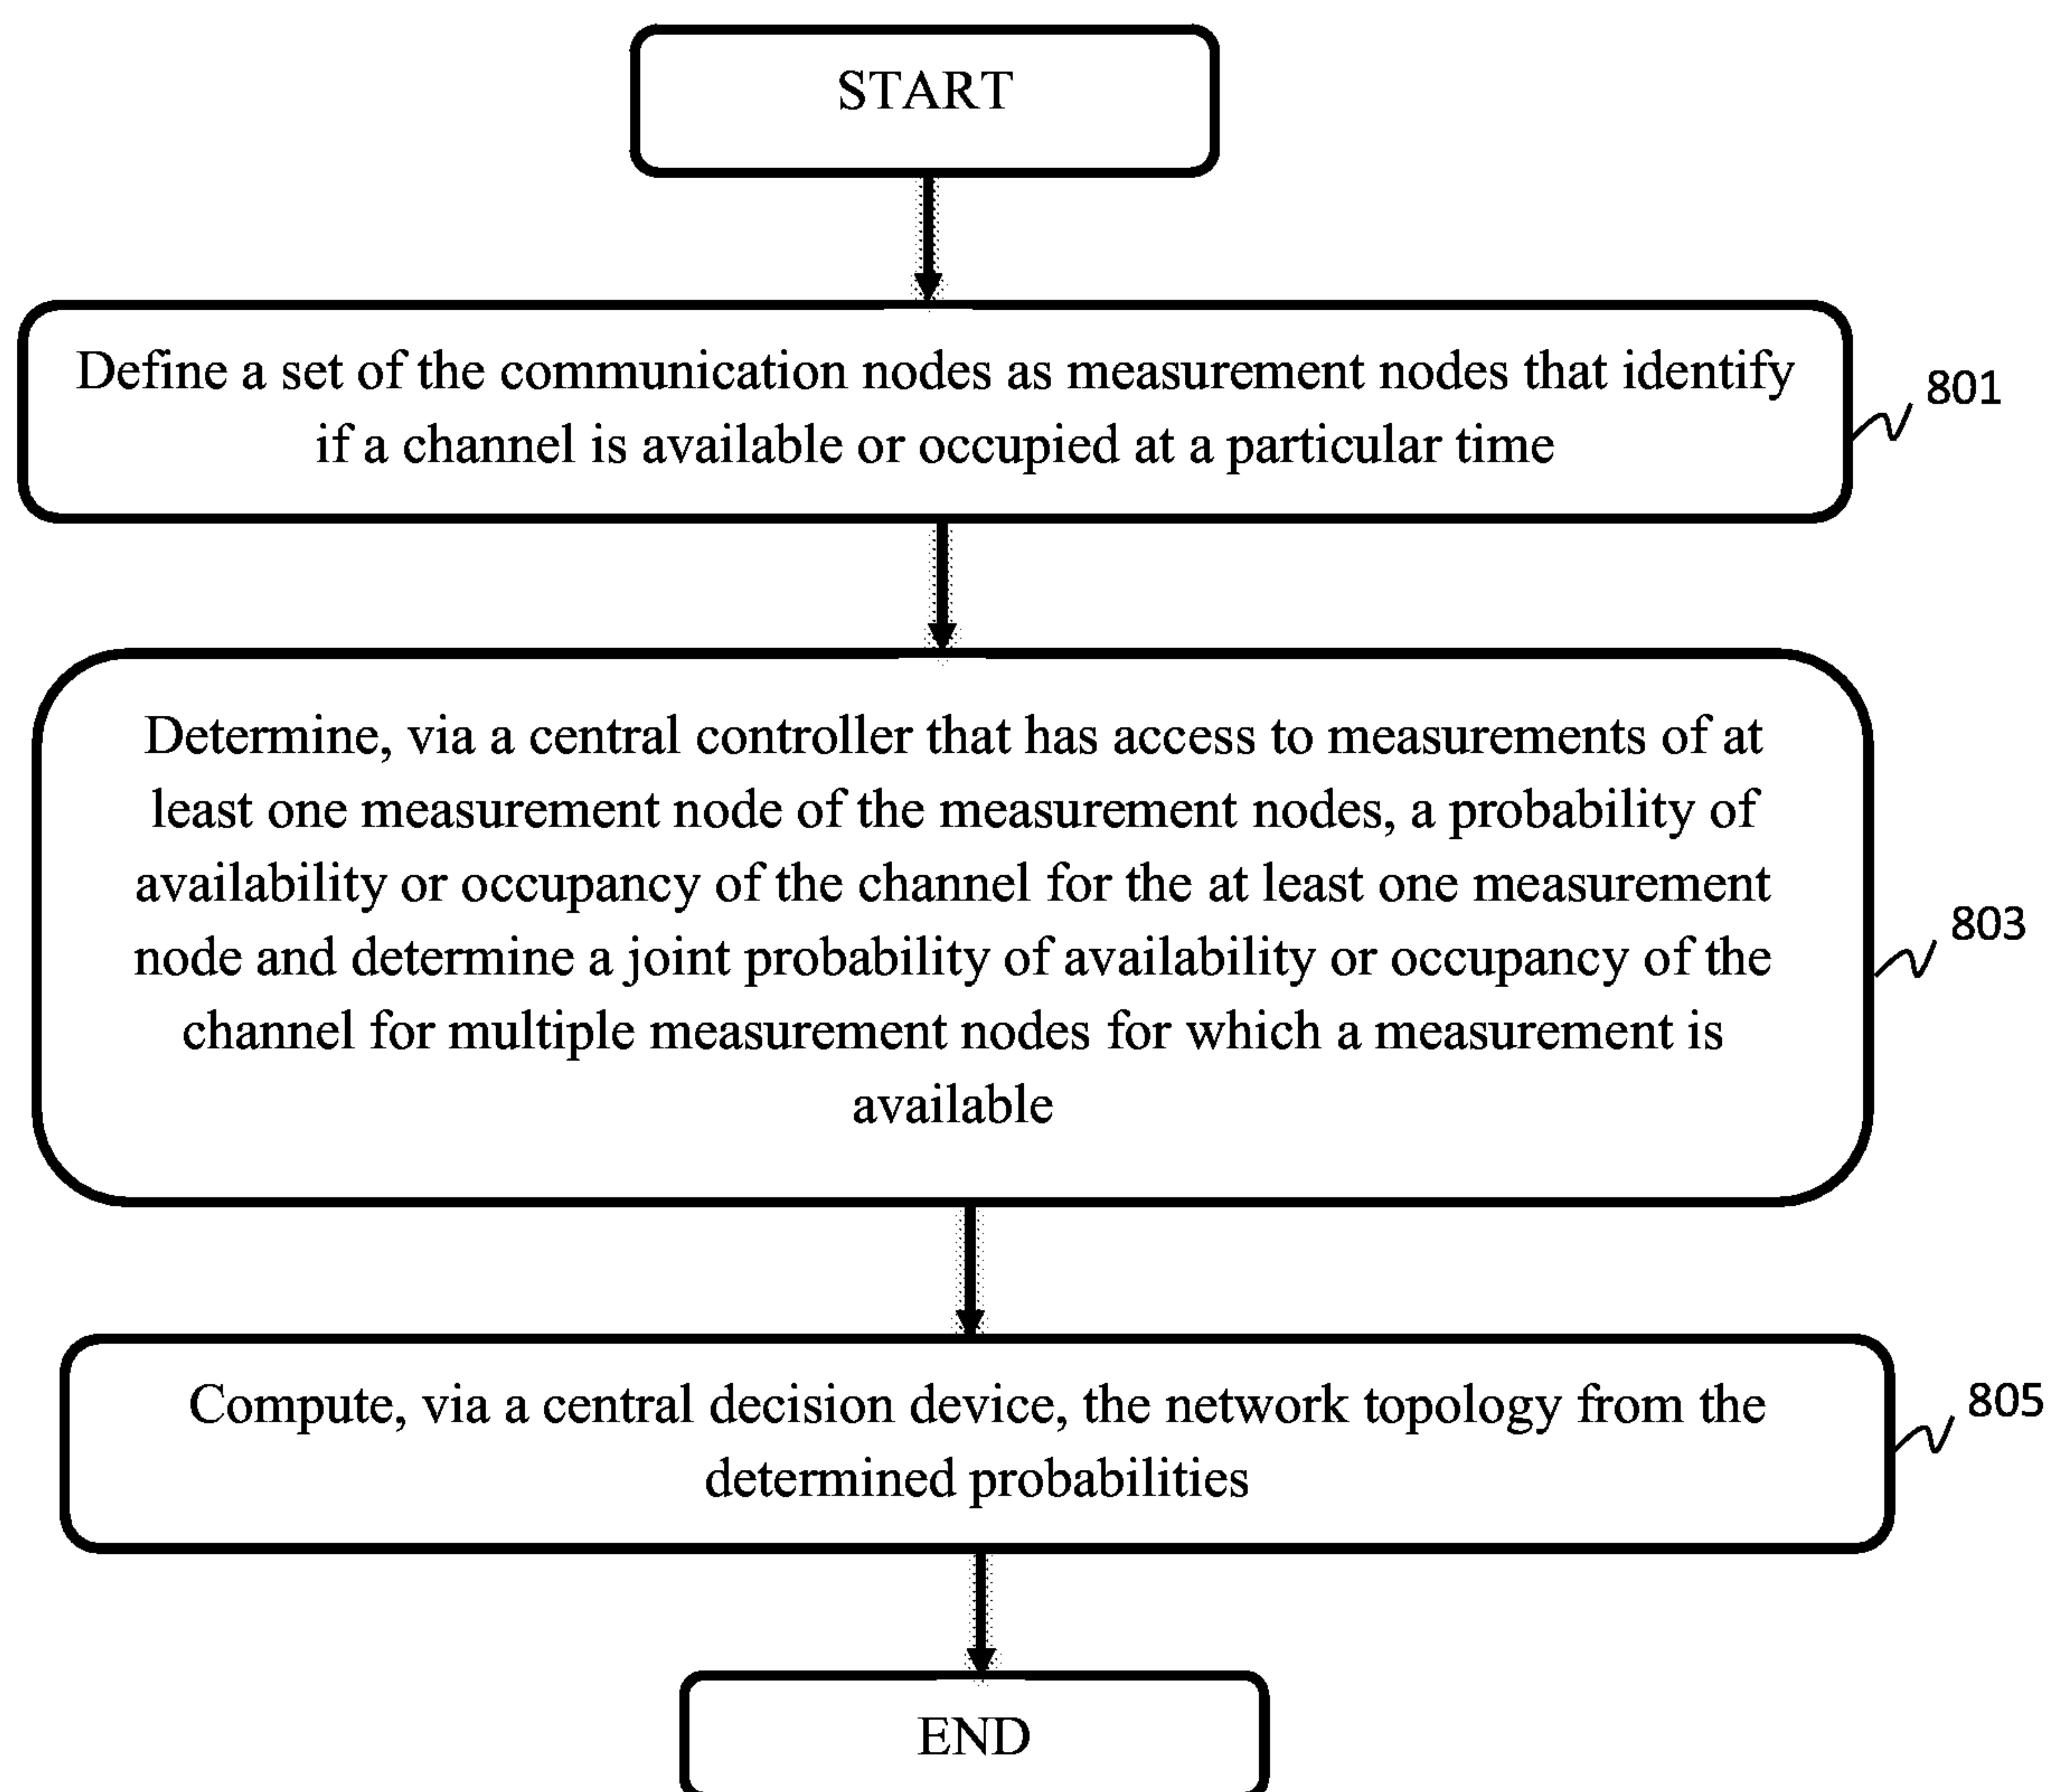 START
Define a set of the communication nodes as measurement nodes that identify
if a channel is available or occupied at a particular time
801
Determine, via a central controller that has access to measurements of at
least one measurement node of the measurement nodes, a probability of
availability or occupancy of the channel for the at least one measurement
node and determine a joint probability of availability or occupancy of the
channel for multiple measurement nodes for which a measurement is
available
803
Compute, via a central decision device, the network topology from the
determined probabilities
805
END